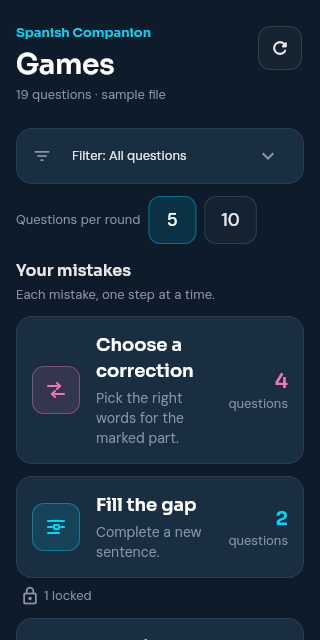 Spanish Companion
Games
19 questions · sample file
Filter: All questions
Questions per round
5
10
Your mistakes
Each mistake, one step at a time.
Choose a
correction
Pick the right
words for the
marked part.
4
questions
Fill the gap
Complete a new
sentence.
2
questions
1 locked